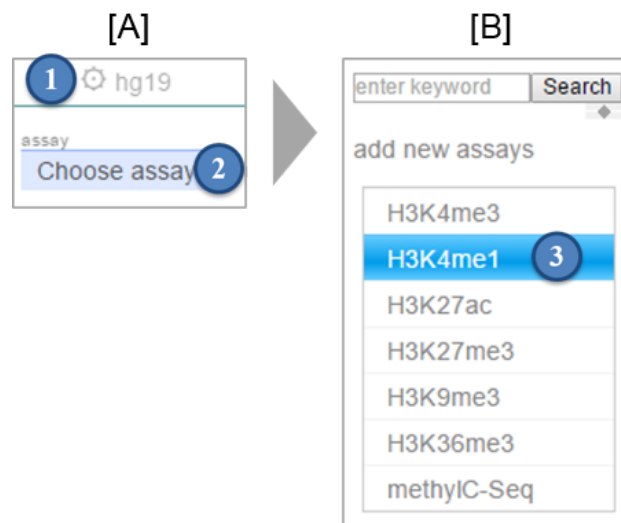 [A]
1 hg19
assay
Choose assay 2
[B]
enter keyword Search
add new assays
H3K4me3
H3K4me1 3
H3K27ac
H3K27me3
H3K9me3
H3K36me3
methylC-Seq